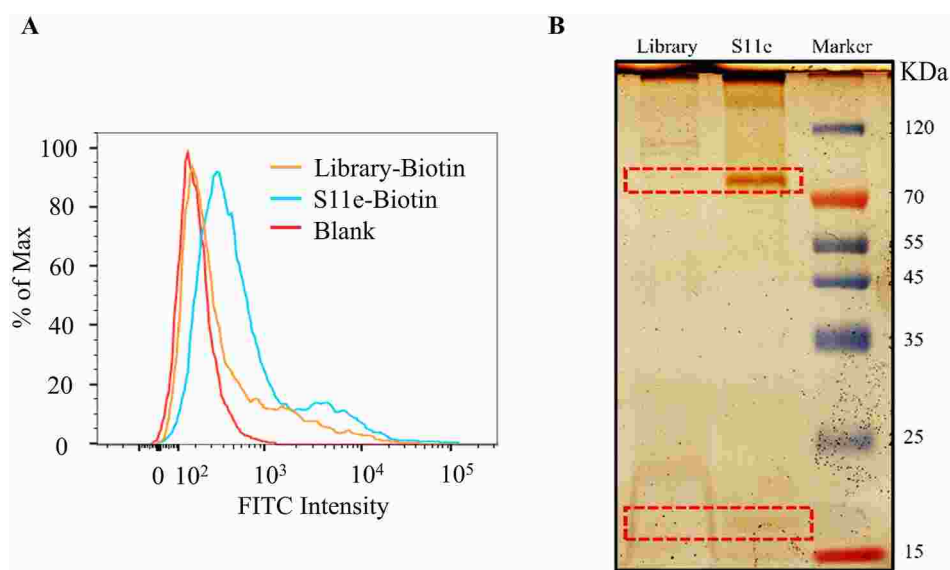 A
B
Library S11e Marker
KDa
100
80
60
40
20
0
% of Max
Library-Biotin
S11e-Biotin
Blank
0 10² 10³ 10⁴ 10⁵
FITC Intensity
120
70
55
45
35
25
15